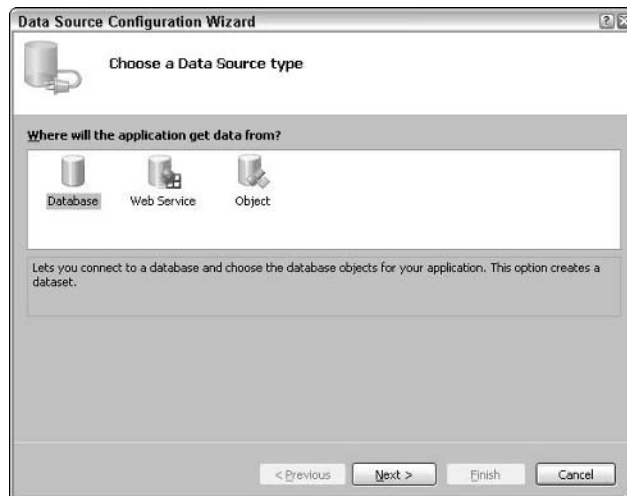 Data Source Configuration Wizard
Choose a Data Source type
Where will the application get data from?
Database
Web Service
Object
Lets you connect to a database and choose the database objects for your application. This option creates a
dataset.
< Previous
Next >
Finish
Cancel